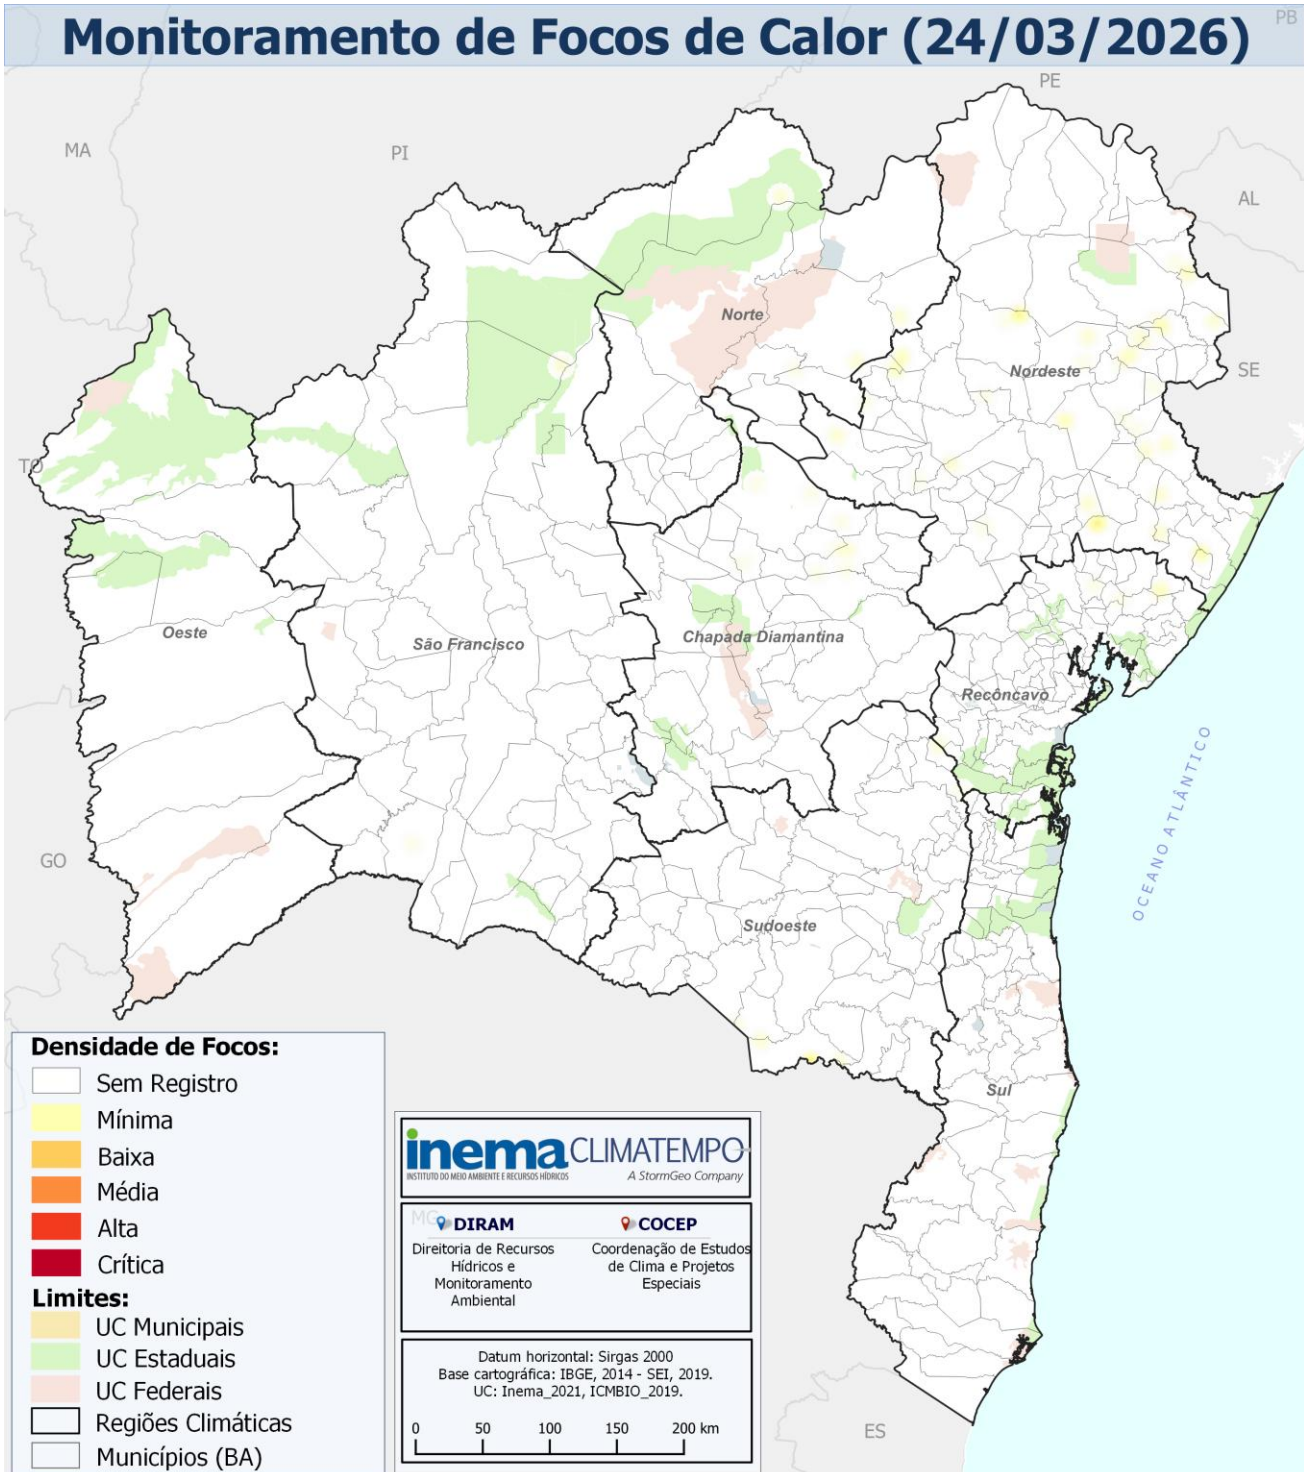 Monitoramento de Focos de Calor (24/03/2026)
PB
PE
MA
PI
AL
Norte
Nordeste
SE
TO
Oeste
São Francisco
Chapada Diamantina
Recôncavo
OCEANO ATLÂNTICO
GO
Sudoeste
Sul
Densidade de Focos:
Sem Registro
Mínima
Baixa
Média
Alta
Crítica
Limites:
UC Municipais
UC Estaduais
UC Federais
Regiões Climáticas
Municípios (BA)
inema CLIMATEMPO
INSTITUTO DO MEIO AMBIENTE E RECURSOS HÍDRICOS
A StormGeo Company
MG
DIRAM
Direitoria de Recursos
Hídricos e
Monitoramento
Ambiental
COCEP
Coordenação de Estudos
de Clima e Projetos
Especiais
Datum horizontal: Sirgas 2000
Base cartográfica: IBGE, 2014 - SEI, 2019.
UC: Inema_2021, ICMBIO_2019.
0 50 100 150 200 km
ES